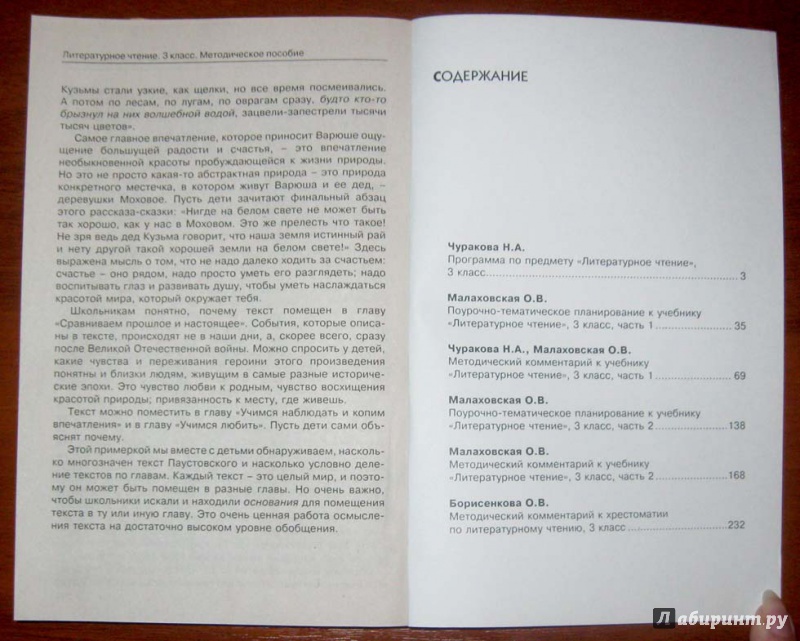 Литературное чтение. 3 класс. Методическое пособие
Кузьмы стали узкие, как щелки, но все время посмеивались.
А потом по лесам, по лугам, по оврагам сразу, будто кто-то
брызнул на них волшебной водой, зацвели-запестрели тысячи
тысяч цветов».
Самое главное впечатление, которое приносит Варюше ощу-
щение большущей радости и счастья, – это впечатление
необыкновенной красоты пробуждающейся к жизни природы.
Но это не просто какая-то абстрактная природа – это природа
конкретного местечка, в котором живут Варюша и ее дед, –
деревушки Моховое. Пусть дети зачитают финальный абзац
этого рассказа-сказки: «Нигде на белом свете не может быть
так хорошо, как у нас в Моховом. Это же прелесть что такое!
Не зря ведь дед Кузьма говорит, что наша земля истинный рай
и нету другой такой хорошей земли на белом свете!» Здесь
выражена мысль о том, что не надо далеко ходить за счастьем:
счастье – оно рядом, надо просто уметь его разглядеть; надо
воспитывать глаз и развивать душу, чтобы уметь наслаждаться
красотой мира, который окружает тебя.
Школьникам понятно, почему текст помещен в главу
«Сравниваем прошлое и настоящее». События, которые описа-
ны в тексте, происходят не в наши дни, а, скорее всего, сразу
после Великой Отечественной войны. Можно спросить у детей,
какие чувства и переживания героини этого произведения
понятны и близки людям, живущим в самые разные историче-
ские эпохи. Это чувство любви к родным, чувство восхищения
красотой природы; привязанность к месту, где живешь.
Текст можно поместить в главу «Учимся наблюдать и копим
впечатления» и в главу «Учимся любить». Пусть дети сами объ-
яснят почему.
Этой примеркой мы вместе с детьми обнаруживаем, насколь-
ко многозначен текст Паустовского и насколько условно деле-
ние текстов по главам. Каждый текст – это целый мир, и поэто-
му он может быть помещен в разные главы. Но очень важно,
чтобы школьники искали и находили основания для помещения
текста в ту или иную главу. Это очень ценная работа осмысле-
ния текста на достаточно высоком уровне обобщения.
СОДЕРЖАНИЕ
Чуракова Н.А.
Программа по предмету «Литературное чтение»,
3 класс 3
Малаховская О.В.
Поурочно-тематическое планирование к учебнику
«Литературное чтение», 3 класс, часть 1 35
Чуракова Н.А., Малаховская О.В.
Методический комментарий к учебнику
«Литературное чтение», 3 класс, часть 1 69
Малаховская О.В.
Поурочно-тематическое планирование к учебнику
«Литературное чтение», 3 класс, часть 2 138
Малаховская О.В.
Методический комментарий к учебнику
«Литературное чтение», 3 класс, часть 2 168
Борисенкова О.В.
Методический комментарий к хрестоматии
по литературному чтению, 3 класс 232
Лабиринт.ру